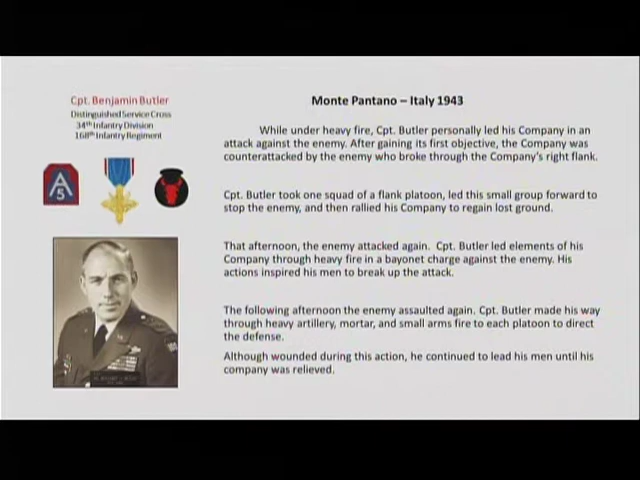 Cpt. Benjamin Butler
Distinguished Service Cross
34th Infantry Division
168th Infantry Regiment
A
5
Monte Pantano – Italy 1943
While under heavy fire, Cpt. Butler personally led his Company in an
attack against the enemy. After gaining its first objective, the Company was
counterattacked by the enemy who broke through the Company's right flank.
Cpt. Butler took one squad of a flank platoon, led this small group forward to
stop the enemy, and then rallied his Company to regain lost ground.
That afternoon, the enemy attacked again. Cpt. Butler led elements of his
Company through heavy fire in a bayonet charge against the enemy. His
actions inspired his men to break up the attack.
The following afternoon the enemy assaulted again. Cpt. Butler made his way
through heavy artillery, mortar, and small arms fire to each platoon to direct
the defense.
Although wounded during this action, he continued to lead his men until his
company was relieved.